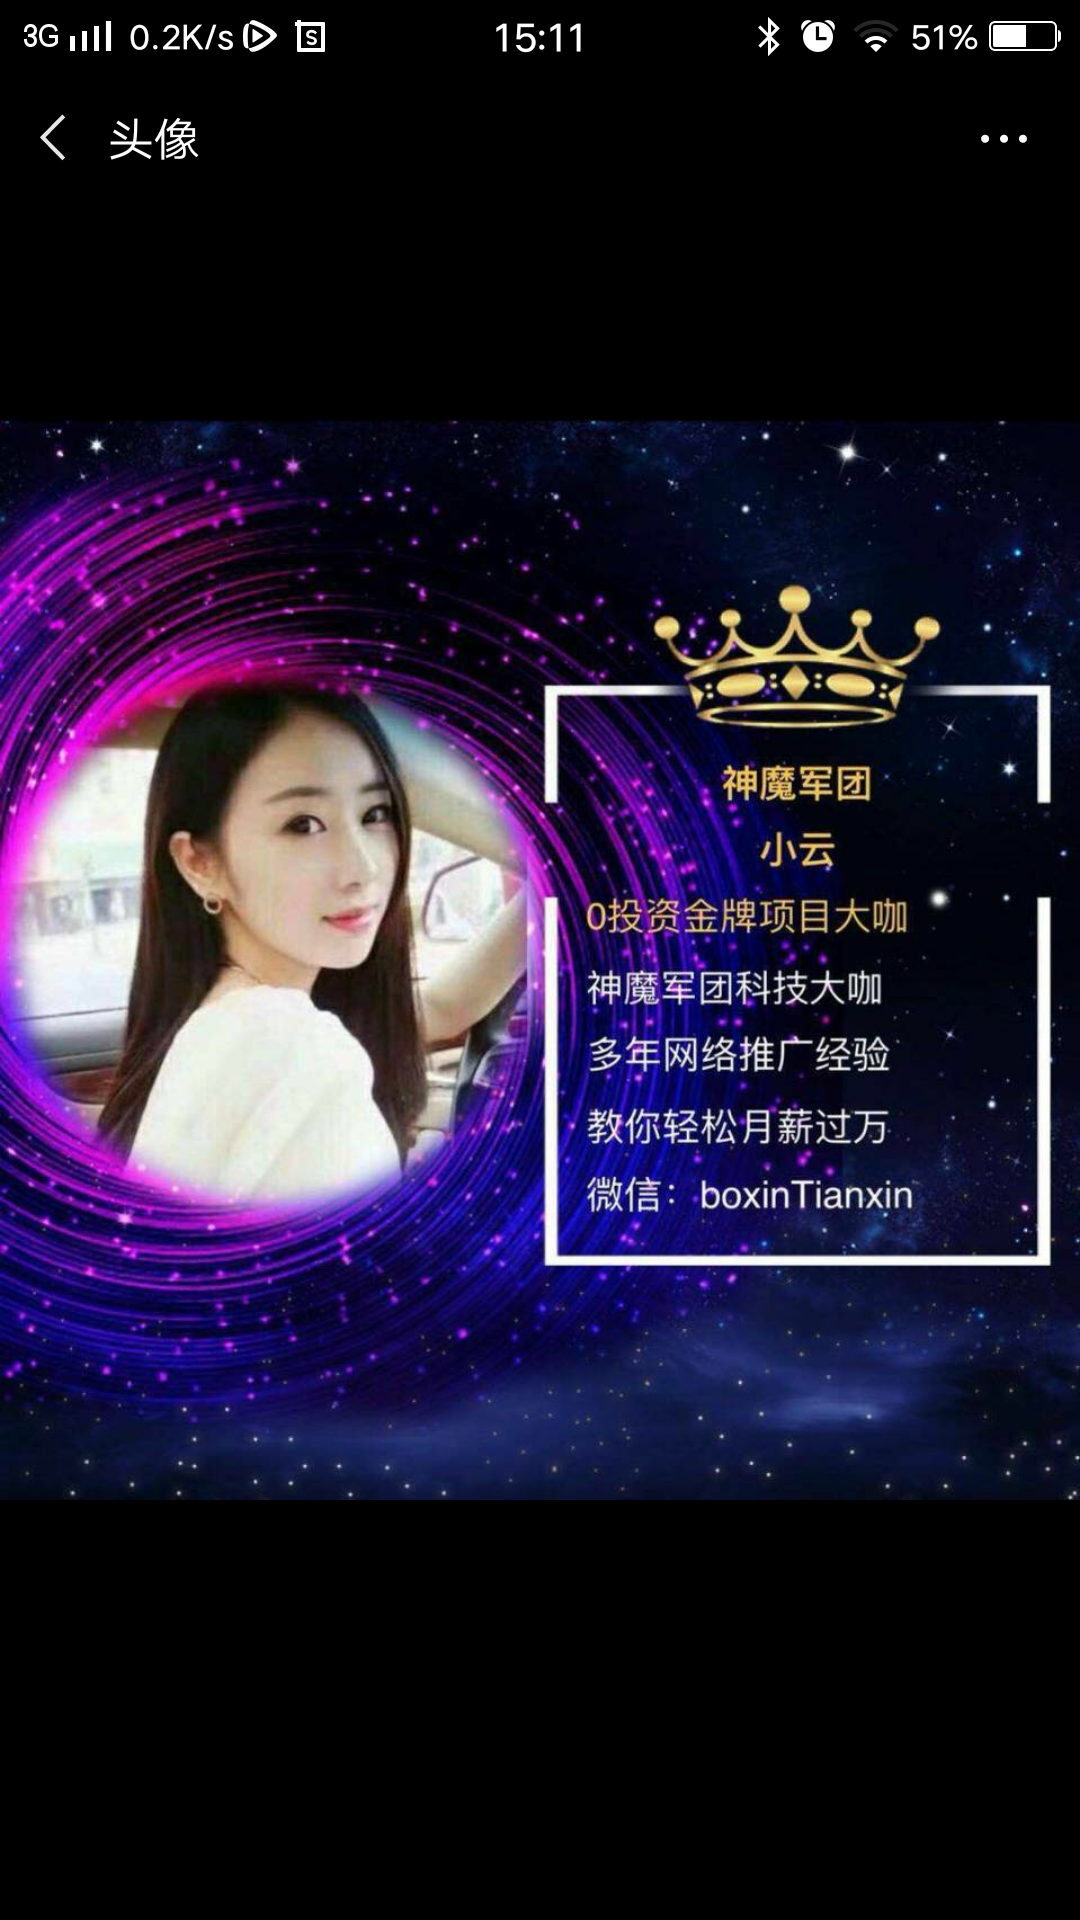 3G 0.2K/s 15:11 51%
头像
神魔军团
小云
0投资金牌项目大咖
神魔军团科技大咖
多年网络推广经验
教你轻松月薪过万
微信：boxinTianxin